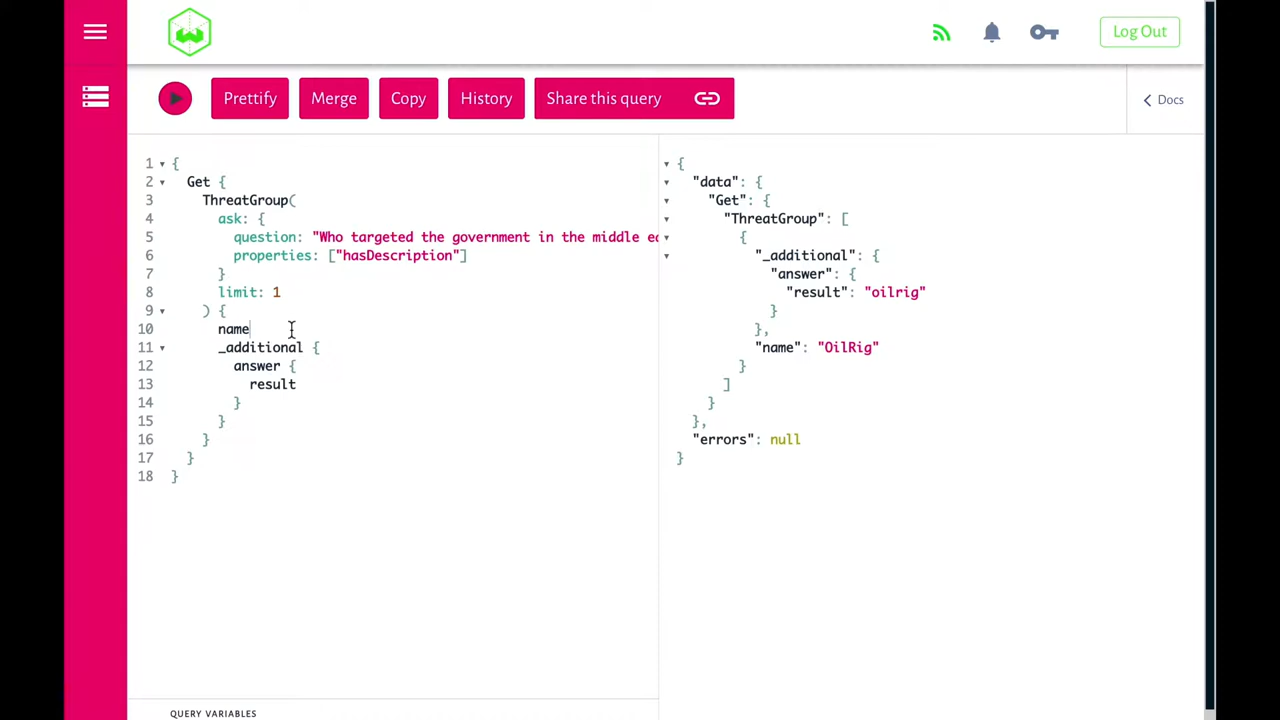 Log Out
Prettify
Merge
Copy
History
Share this query
Docs
1 {
2 Get {
3 ThreatGroup(
4 ask: {
5 question: "Who targeted the government in the middle
6 properties: ["hasDescription"]
7 }
8 limit: 1
9 ) {
10 name
11 _additional {
12 answer {
13 result
14 }
15 }
16 }
17 }
18 }
{
"data": {
"Get": {
"ThreatGroup": [
{
"_additional": {
"answer": {
"result": "oilrig"
}
},
"name": "OilRig"
}
]
}
},
"errors": null
}
QUERY VARIABLES